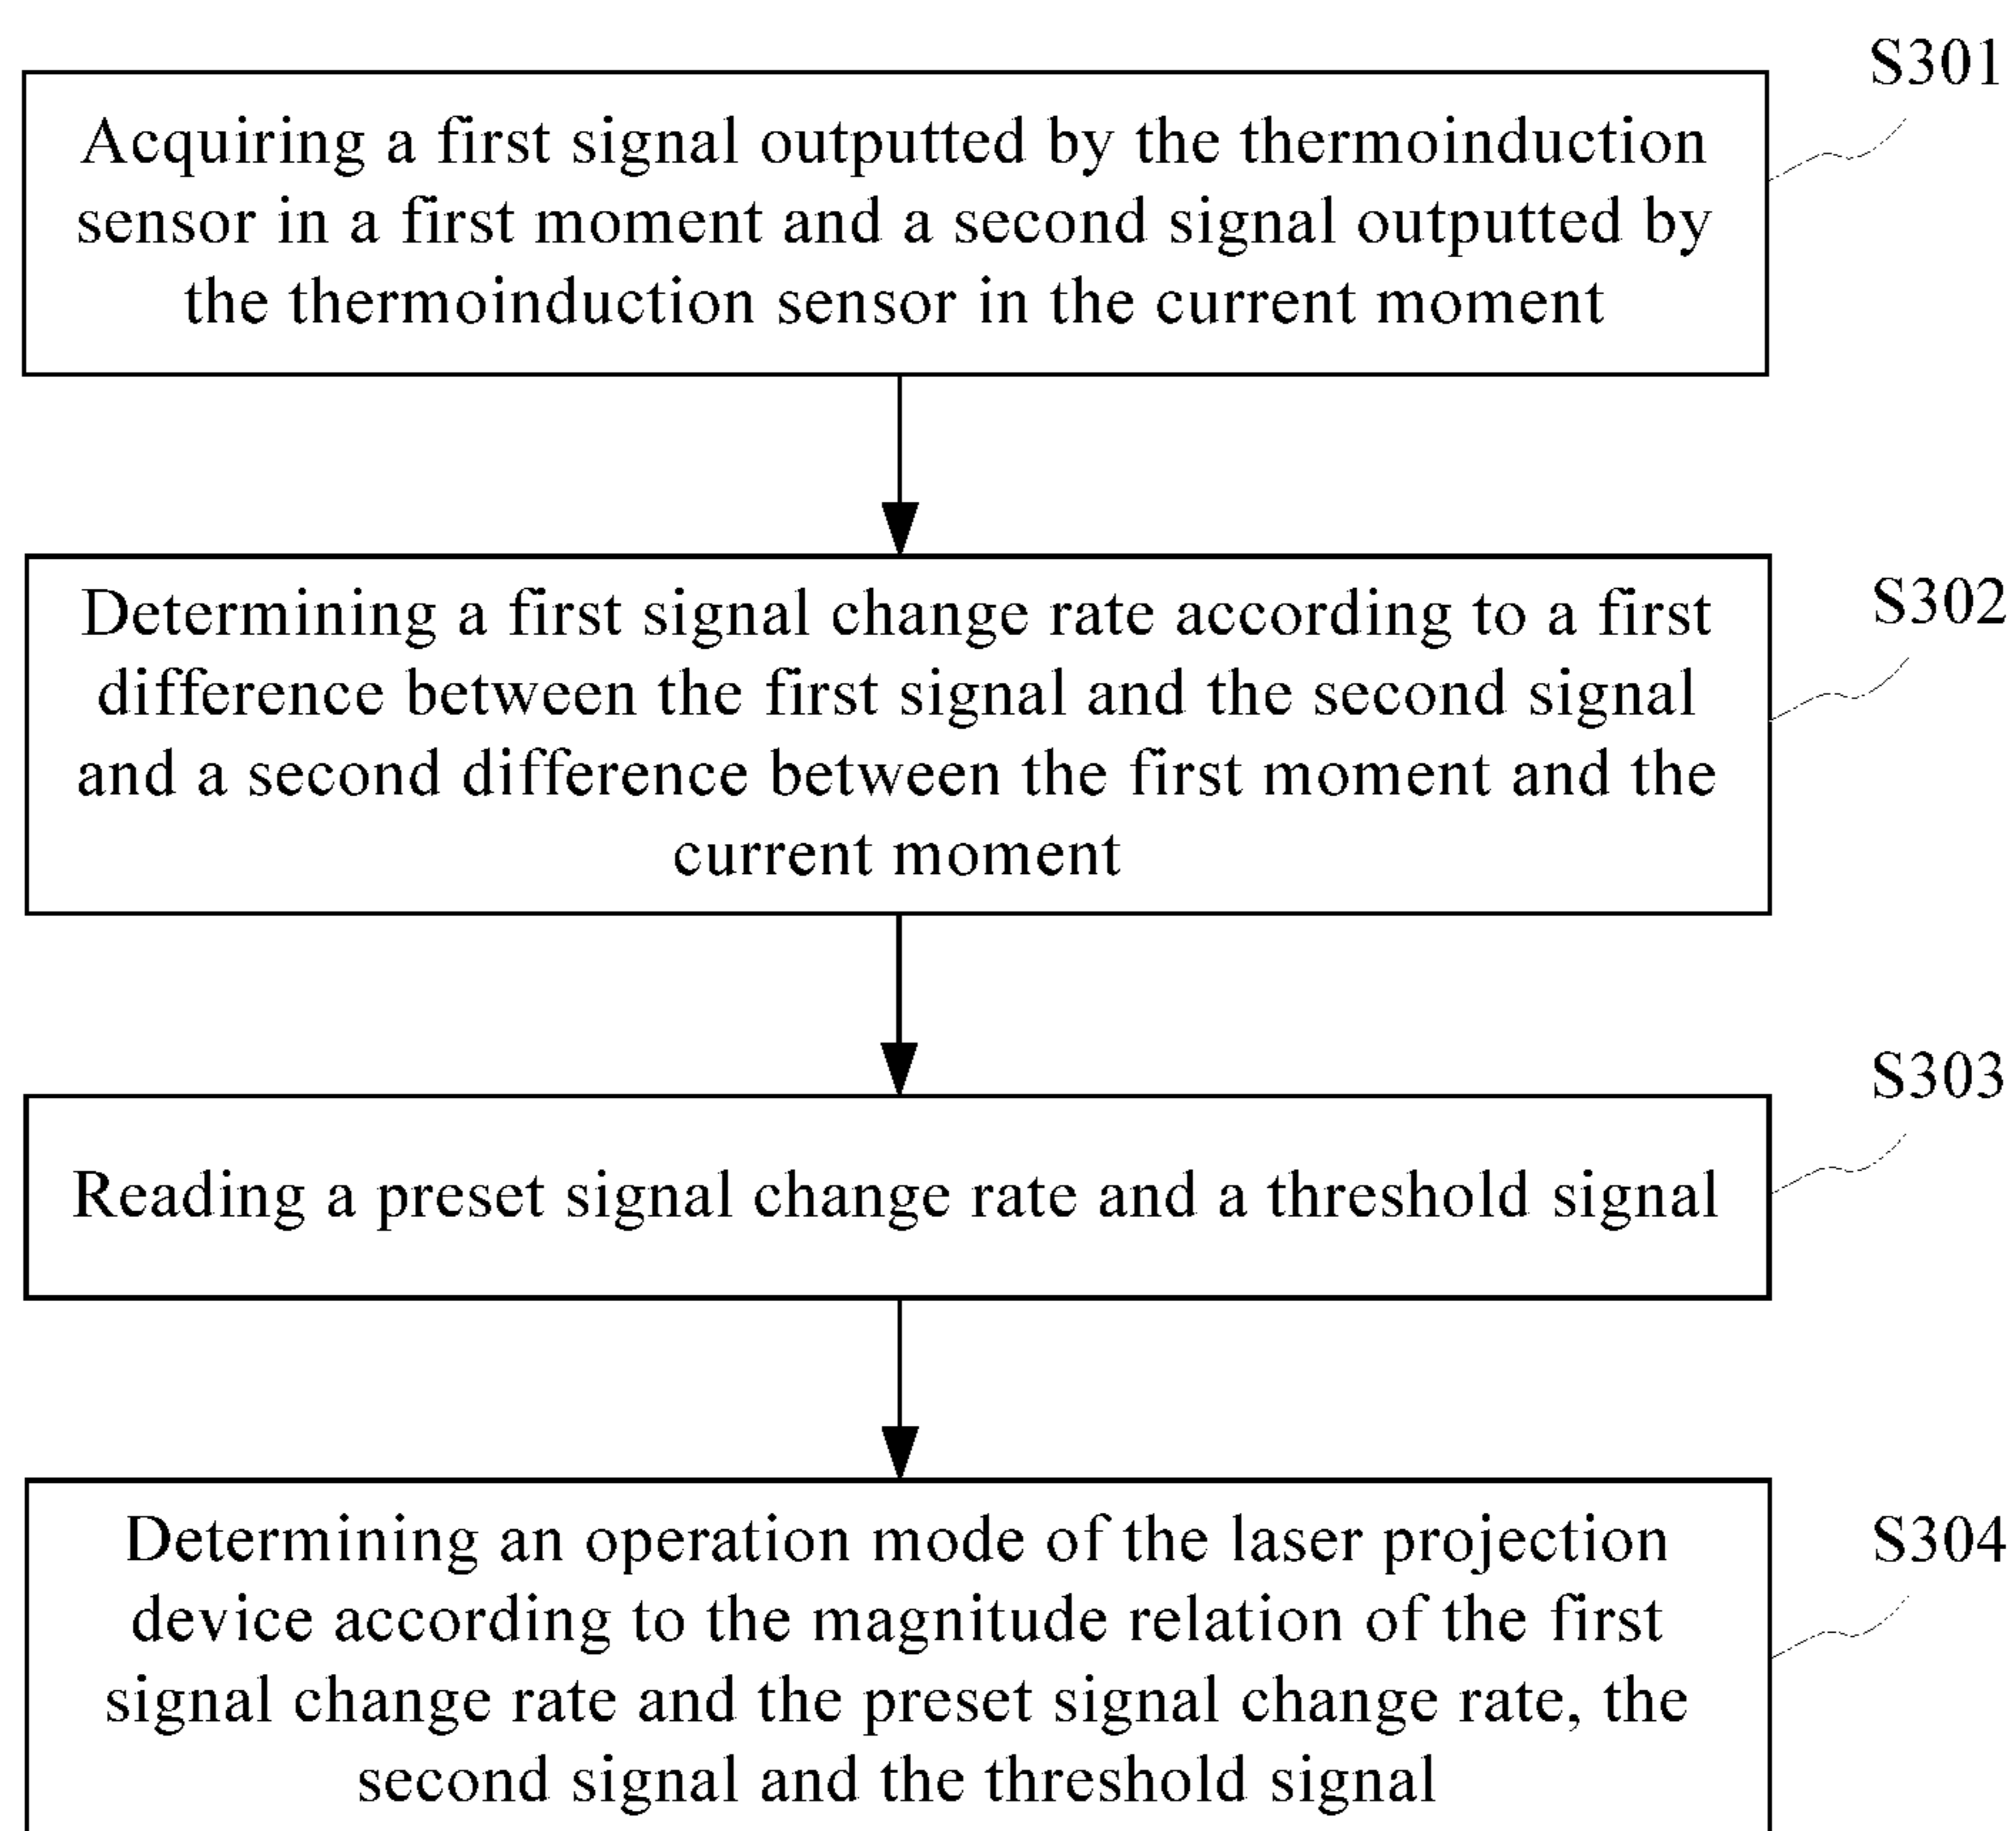 S301
Acquiring a first signal outputted by the thermoinduction
sensor in a first moment and a second signal outputted by
the thermoinduction sensor in the current moment
S302
Determining a first signal change rate according to a first
difference between the first signal and the second signal
and a second difference between the first moment and the
current moment
S303
Reading a preset signal change rate and a threshold signal
S304
Determining an operation mode of the laser projection
device according to the magnitude relation of the first
signal change rate and the preset signal change rate, the
second signal and the threshold signal